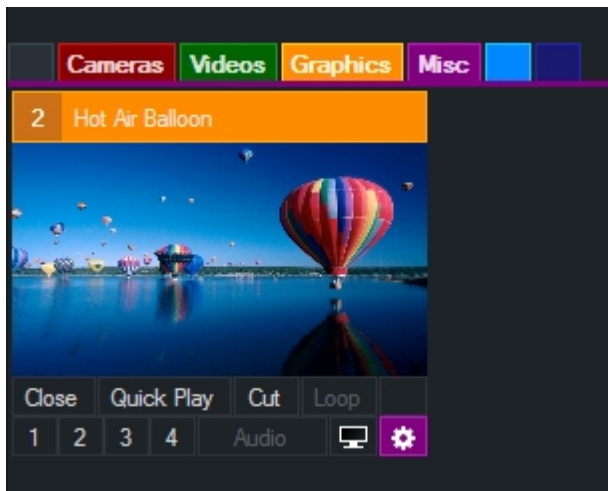 Cameras Videos Graphics Misc
2 Hot Air Balloon
Close Quick Play Cut Loop
1 2 3 4 Audio